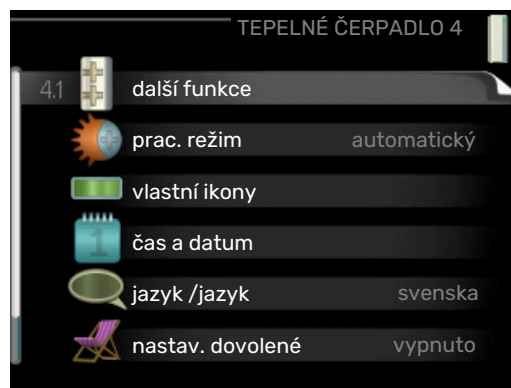 TEPELNÉ ČERPADLO 4
4.1 další funkce
prac. režim automatický
vlastní ikony
1 čas a datum
jazyk /jazyk svenska
nastav. dovolené vypnuto